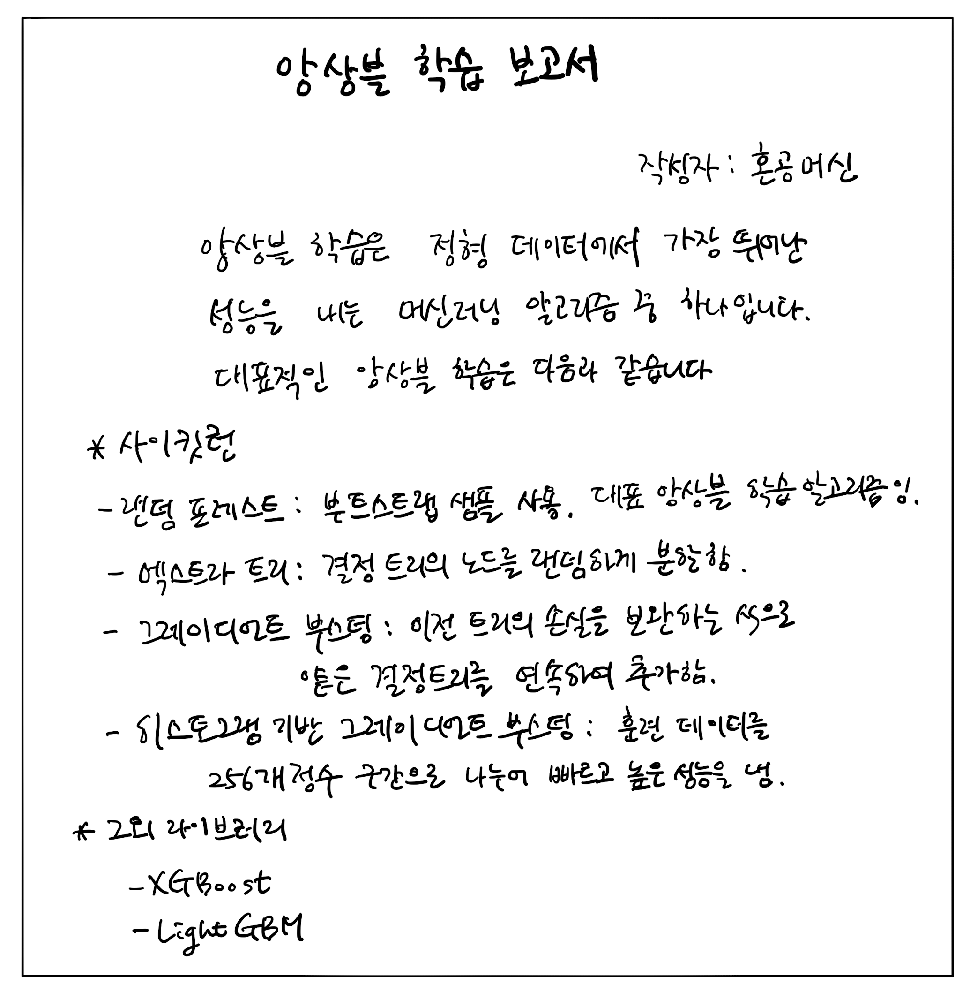 앙상블 학습 보고서
작성자 : 혼공머신
앙상블 학습은 정형 데이터에서 가장 뛰어난
성능을 내는 머신러닝 알고리즘 중 하나입니다.
대표적인 앙상블 학습은 다음과 같습니다
* 사이킷런
- 랜덤 포레스트 : 부트스트랩 샘플 사용. 대표 앙상블 학습 알고리즘임.
- 엑스트라 트리 : 결정 트리의 노드를 랜덤하게 분할함.
- 그레이디언트 부스팅 : 이전 트리의 손실을 보완하는 식으로
얕은 결정트리를 연속하여 추가함.
- 히스토그램 기반 그레이디언트 부스팅 : 훈련 데이터를
256개 정수 구간으로 나누어 빠르고 높은 성능을 냄.
* 그외 라이브러리
- XGBoost
- LightGBM